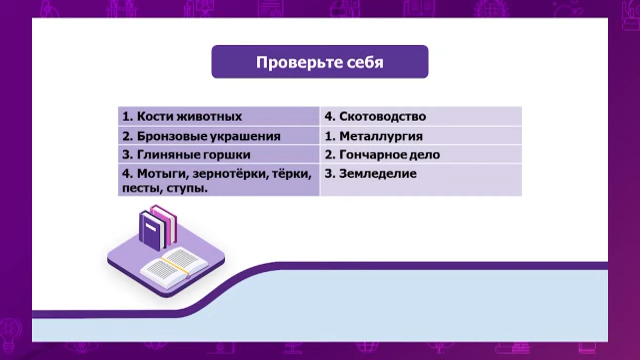 Проверьте себя
1. Кости животных
4. Скотоводство
2. Бронзовые украшения
1. Металлургия
3. Глиняные горшки
2. Гончарное дело
4. Мотыги, зернотёрки, тёрки,
песты, ступы.
3. Земледелие